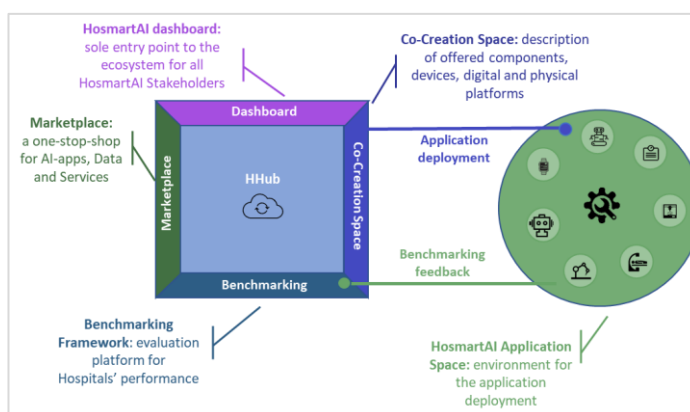 HosmartAI dashboard:
sole entry point to the
ecosystem for all
HosmartAI Stakeholders
Co-Creation Space: description
of offered components,
devices, digital and physical
platforms
Marketplace:
a one-stop-shop
for AI-apps, Data
and Services
Dashboard
Marketplace
HHub
Co-Creation Space
Benchmarking
Application
deployment
Benchmarking
feedback
Benchmarking
Framework: evaluation
platform for
Hospitals' performance
HosmartAI Application
Space: environment for
the application
deployment